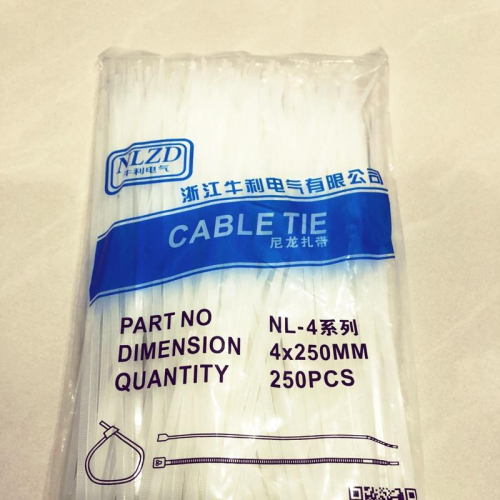 NLZD
牛利电气
浙江牛利电气有限公司
CABLE TIE
尼龙扎带
PART NO NL-4系列
DIMENSION 4x250MM
QUANTITY 250PCS